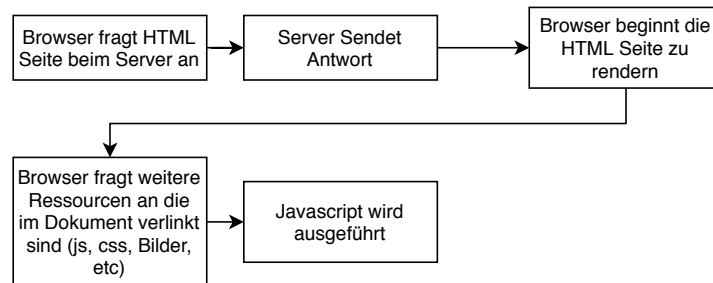 Browser fragt HTML
Seite beim Server an
Server Sendet
Antwort
Browser beginnt die
HTML Seite zu
rendern
Browser fragt weitere
Ressourcen an die
im Dokument verlinkt
sind (js, css, Bilder,
etc)
Javascript wird
ausgeführt